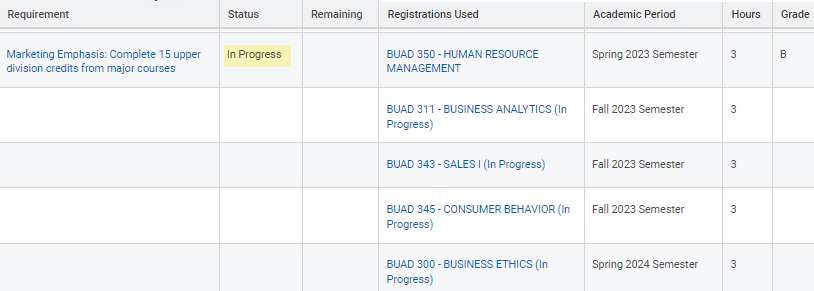 Requirement Status Remaining Registrations Used Academic Period Hours Grade
Marketing Emphasis: Complete 15 upper In Progress BUAD 350 - HUMAN RESOURCE Spring 2023 Semester 3 B
division credits from major courses MANAGEMENT
BUAD 311 - BUSINESS ANALYTICS (In Fall 2023 Semester 3
Progress)
BUAD 343 - SALES I (In Progress) Fall 2023 Semester 3
BUAD 345 - CONSUMER BEHAVIOR (In Fall 2023 Semester 3
Progress)
BUAD 300 - BUSINESS ETHICS (In Spring 2024 Semester 3
Progress)